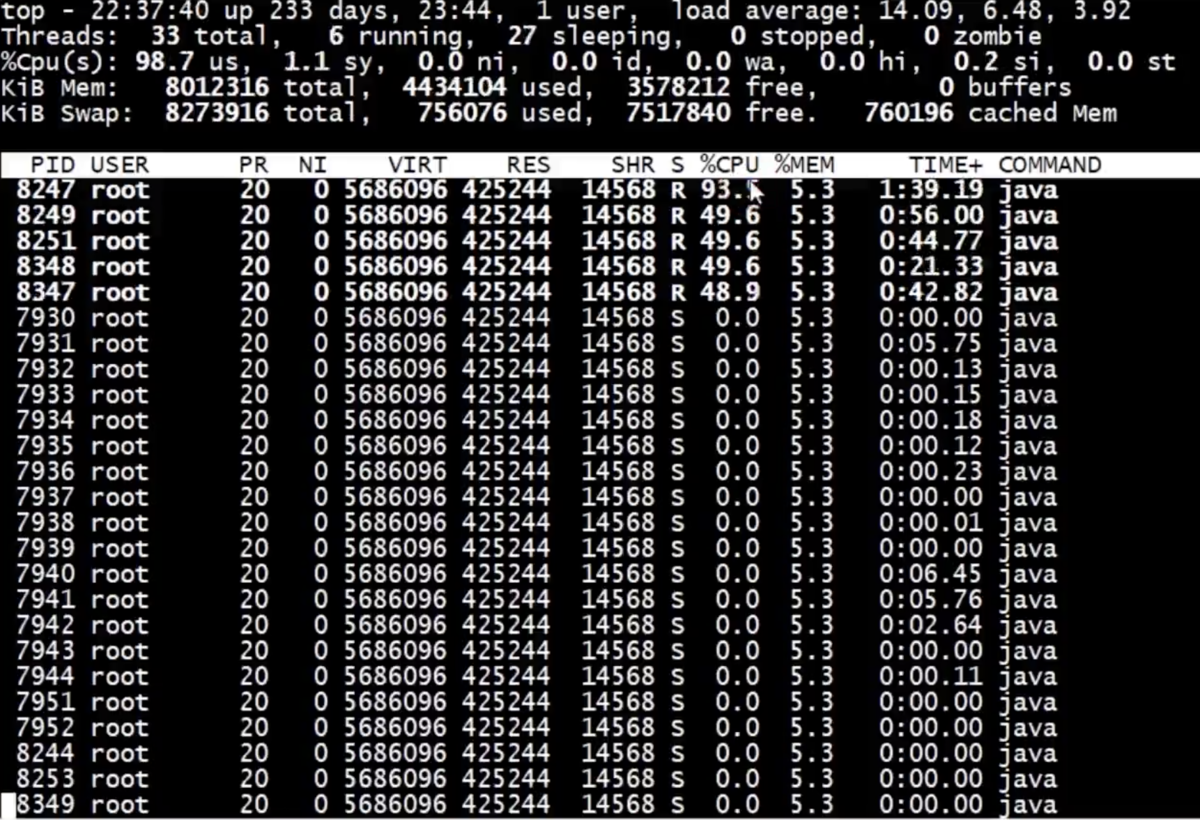 top - 22:37:40 up 233 days, 23:44, 1 user, load average: 14.09, 6.48, 3.92
Threads: 33 total, 6 running, 27 sleeping, 0 stopped, 0 zombie
%Cpu(s): 98.7 us, 1.1 sy, 0.0 ni, 0.0 id, 0.0 wa, 0.0 hi, 0.2 si, 0.0 st
KiB Mem: 8012316 total, 4434104 used, 3578212 free, 0 buffers
KiB Swap: 8273916 total, 756076 used, 7517840 free. 760196 cached Mem
PID USER PR NI VIRT RES SHR S %CPU %MEM TIME+ COMMAND
8247 root 20 0 5686096 425244 14568 R 5.3 1:39.19 java
8249 root 20 0 5686096 425244 14568 R 49.6 5.3 0:56.00 java
8251 root 20 0 5686096 425244 14568 R 49.6 5.3 0:44.77 java
8348 root 20 0 5686096 425244 14568 R 49.6 5.3 0:21.33 java
8347 root 20 0 5686096 425244 14568 R 48.9 5.3 0:42.82 java
7930 root 20 0 5686096 425244 14568 S 0.0 5.3 0:00.00 java
7931 root 20 0 5686096 425244 14568 S 0.0 5.3 0:05.75 java
7932 root 20 0 5686096 425244 14568 S 0.0 5.3 0:00.13 java
7933 root 20 0 5686096 425244 14568 S 0.0 5.3 0:00.15 java
7934 root 20 0 5686096 425244 14568 S 0.0 5.3 0:00.18 java
7935 root 20 0 5686096 425244 14568 S 0.0 5.3 0:00.12 java
7936 root 20 0 5686096 425244 14568 S 0.0 5.3 0:00.23 java
7937 root 20 0 5686096 425244 14568 S 0.0 5.3 0:00.00 java
7938 root 20 0 5686096 425244 14568 S 0.0 5.3 0:00.01 java
7939 root 20 0 5686096 425244 14568 S 0.0 5.3 0:00.00 java
7940 root 20 0 5686096 425244 14568 S 0.0 5.3 0:06.45 java
7941 root 20 0 5686096 425244 14568 S 0.0 5.3 0:05.76 java
7942 root 20 0 5686096 425244 14568 S 0.0 5.3 0:02.64 java
7943 root 20 0 5686096 425244 14568 S 0.0 5.3 0:00.00 java
7944 root 20 0 5686096 425244 14568 S 0.0 5.3 0:00.11 java
7951 root 20 0 5686096 425244 14568 S 0.0 5.3 0:00.00 java
7952 root 20 0 5686096 425244 14568 S 0.0 5.3 0:00.00 java
8244 root 20 0 5686096 425244 14568 S 0.0 5.3 0:00.00 java
8253 root 20 0 5686096 425244 14568 S 0.0 5.3 0:00.00 java
8349 root 20 0 5686096 425244 14568 S 0.0 5.3 0:00.00 java